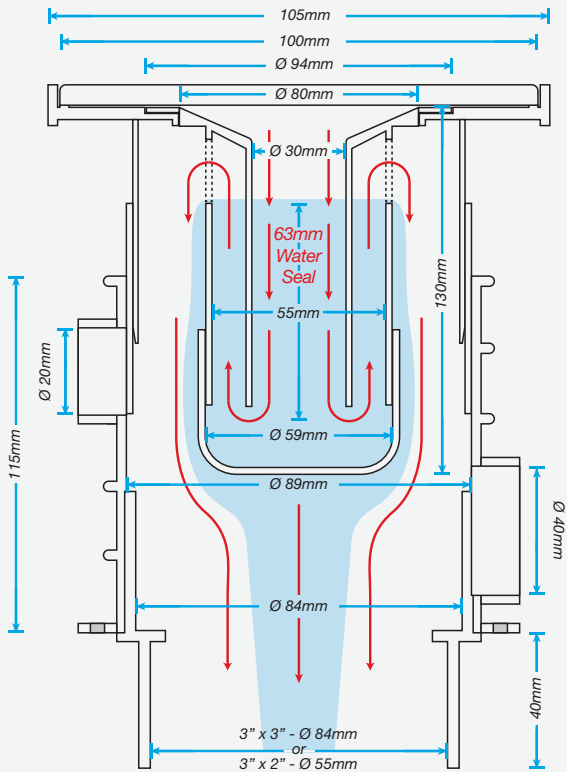 105mm
100mm
Ø 94mm
Ø 80mm
Ø 30mm
63mm
Water
Seal
130mm
55mm
Ø 20mm
115mm
Ø 59mm
Ø 89mm
Ø 40mm
Ø 84mm
40mm
3” x 3” - Ø 84mm
or
3” x 2” - Ø 55mm